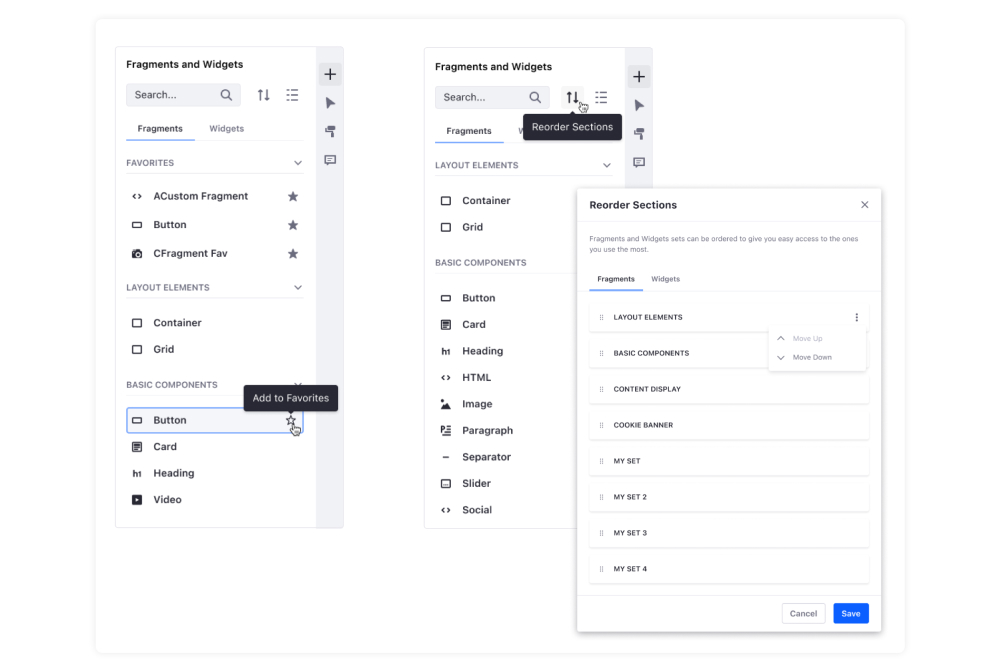 Fragments and Widgets
Search...
Fragments Widgets
FAVORITES
ACustom Fragment
Button
CFragment Fav
LAYOUT ELEMENTS
Container
Grid
BASIC COMPONENTS
Add to Favorites
Button
Card
h1 Heading
Video
Fragments and Widgets
Search...
Reorder Sections
Fragments W
LAYOUT ELEMENTS
Container
Grid
BASIC COMPONENTS
Button
Card
h1 Heading
HTML
Image
Paragraph
Separator
Slider
Social
Reorder Sections
Fragments and Widgets sets can be ordered to give you easy access to the ones
you use the most.
Fragments Widgets
LAYOUT ELEMENTS
Move Up
Move Down
BASIC COMPONENTS
CONTENT DISPLAY
COOKIE BANNER
MY SET
MY SET 2
MY SET 3
MY SET 4
Cancel Save